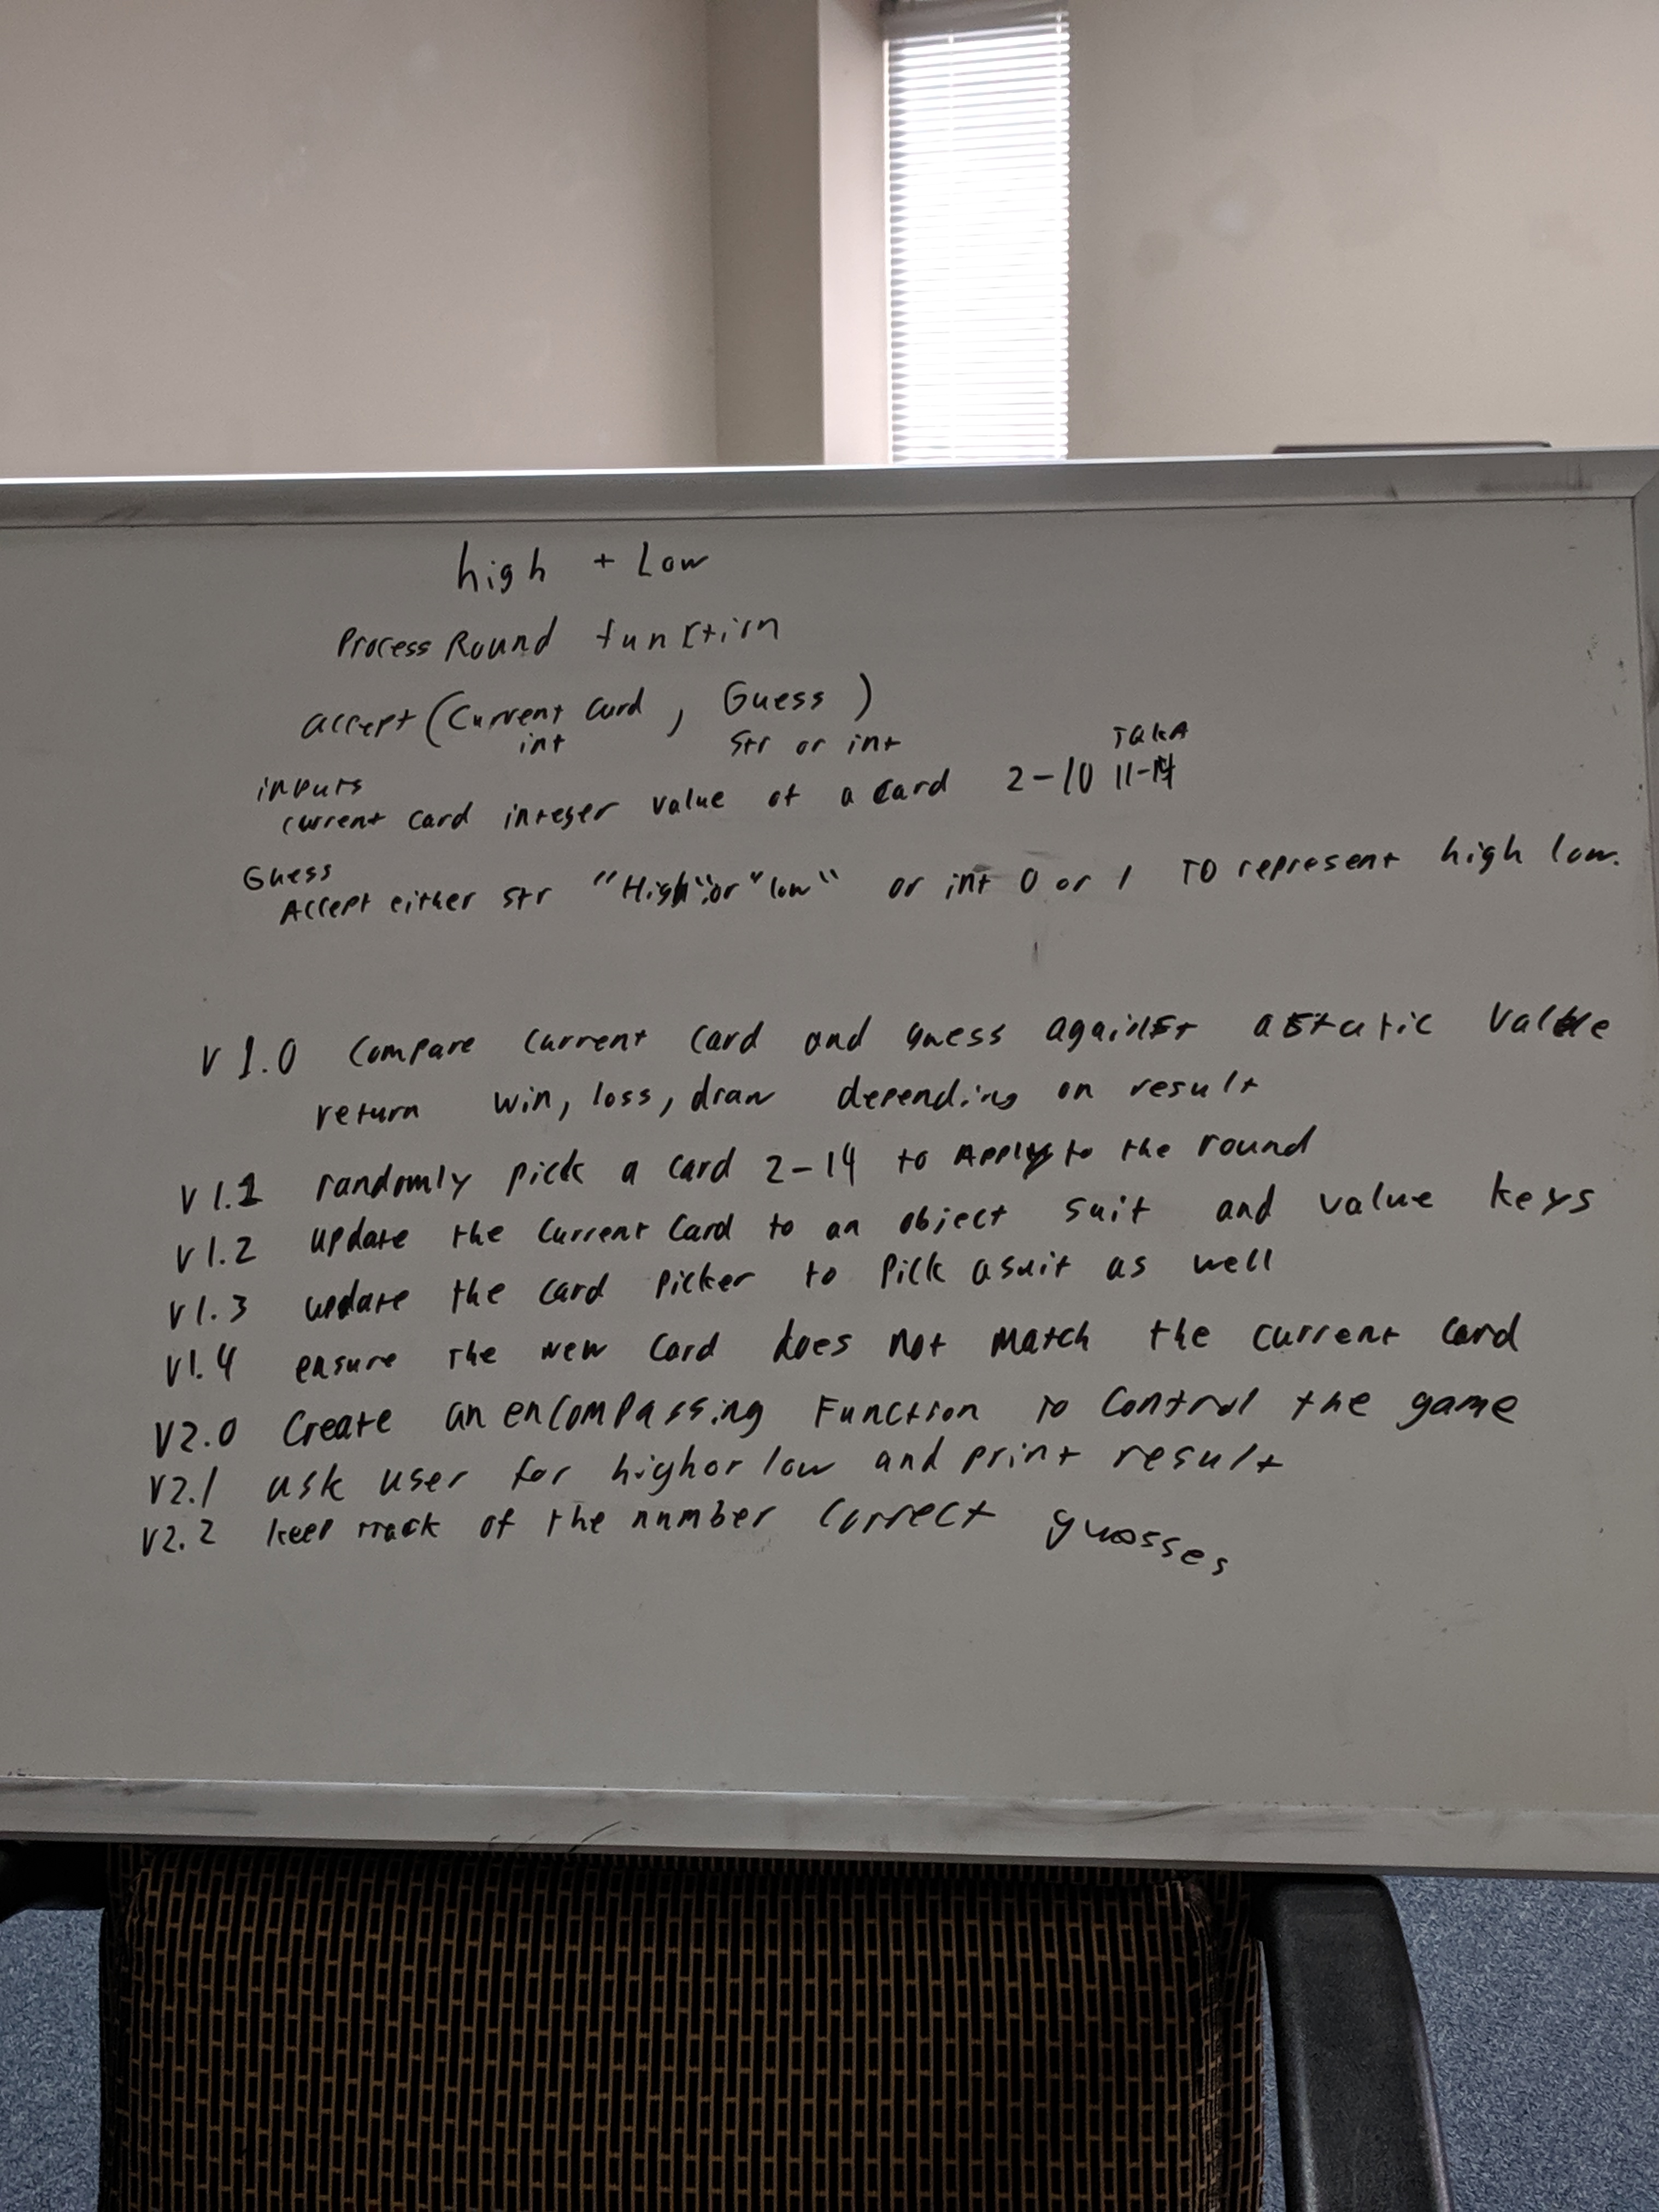 high + Low
Process Round function
accept (Current Card, Guess)
int str or int
JQKA
inputs
current card integer value of a card 2-10 11-14
Guess
Accept either str "High" or "low" or int 0 or 1 TO represent high low.
V 1.0 Compare Current Card and guess against a static Value
return win, loss, draw depending on result
V 1.1 randomly pick a Card 2-14 to Apply to the round
V 1.2 update the Current Card to an object suit and value keys
V 1.3 update the card Picker to Pick a suit as well
V1.4 ensure the new Card does not match the current card
V2.0 Create an encompassing Function to Control the game
V2.1 ask user for high or low and print result
V2.2 keep track of the number correct guesses